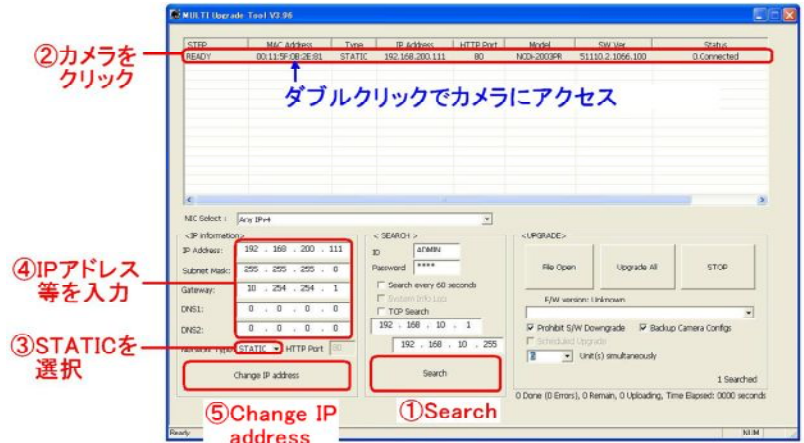 MULTI Upgrade Tool V3.96
STEP MAC Address Type IP Address HTTP Port Model SW Ver. Status
READY 00:11:5F:0B:2E:81 STATIC 192.168.200.111 80 NCDi-2003PR 51110.2.1066.100 0.Connected
②カメラを
クリック
ダブルクリックでカメラにアクセス
NIC Select : Any IPv4
<IP information>
IP Address: 192 . 168 . 200 . 111
Subnet Mask: 255 . 255 . 255 . 0
Gateway: 10 . 254 . 254 . 1
DNS1: 0 . 0 . 0 . 0
DNS2: 0 . 0 . 0 . 0
Network Type STATIC HTTP Port 80
Change IP address
④IPアドレス
等を入力
③STATICを
選択
⑤Change IP
address
< SEARCH >
ID ADMIN
Password ****
Search every 60 seconds
System Info List
TCP Search
192 . 168 . 10 . 1
192 . 168 . 10 . 255
Search
①Search
<UPGRADE>
File Open Upgrade All STOP
F/W version: Unknown
Prohibit S/W Downgrade Backup Camera Configs
Scheduled Upgrade
Unit(s) simultaneously
1 Searched
0 Done (0 Errors), 0 Remain, 0 Uploading, Time Elapsed: 0000 seconds
Ready NUM